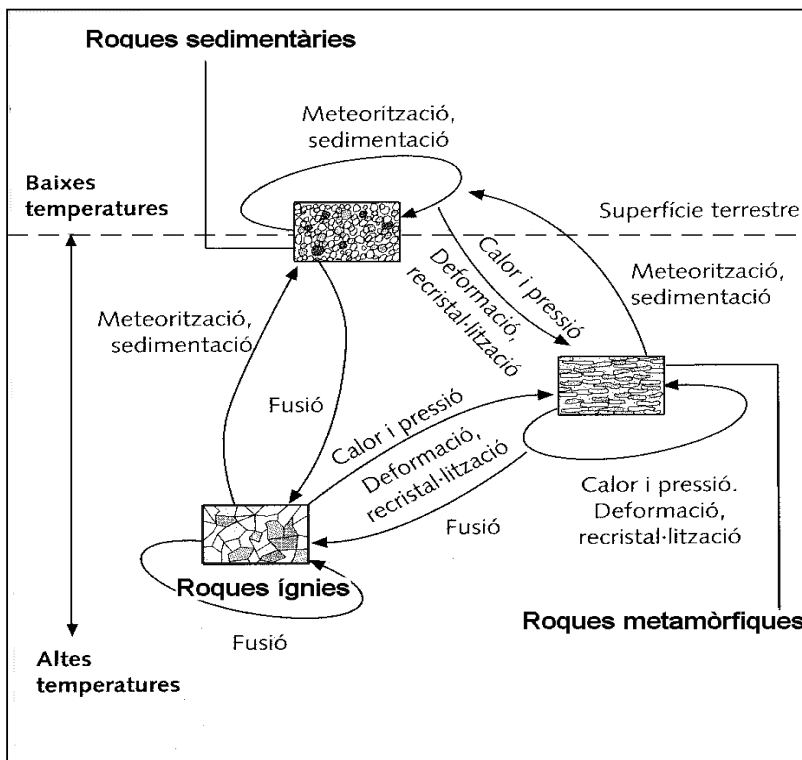 Roques sedimentàries
Meteorització,
sedimentació
Baixes
temperatures
Superfície terrestre
Calor i pressió
Deformació,
recristal·lització
Meteorització,
sedimentació
Meteorització,
sedimentació
Fusió
Calor i pressió
Deformació,
recristal·lització
Fusió
Calor i pressió.
Deformació,
recristal·lització
Roques ígnies
Fusió
Roques metamòrfiques
Altes
temperatures